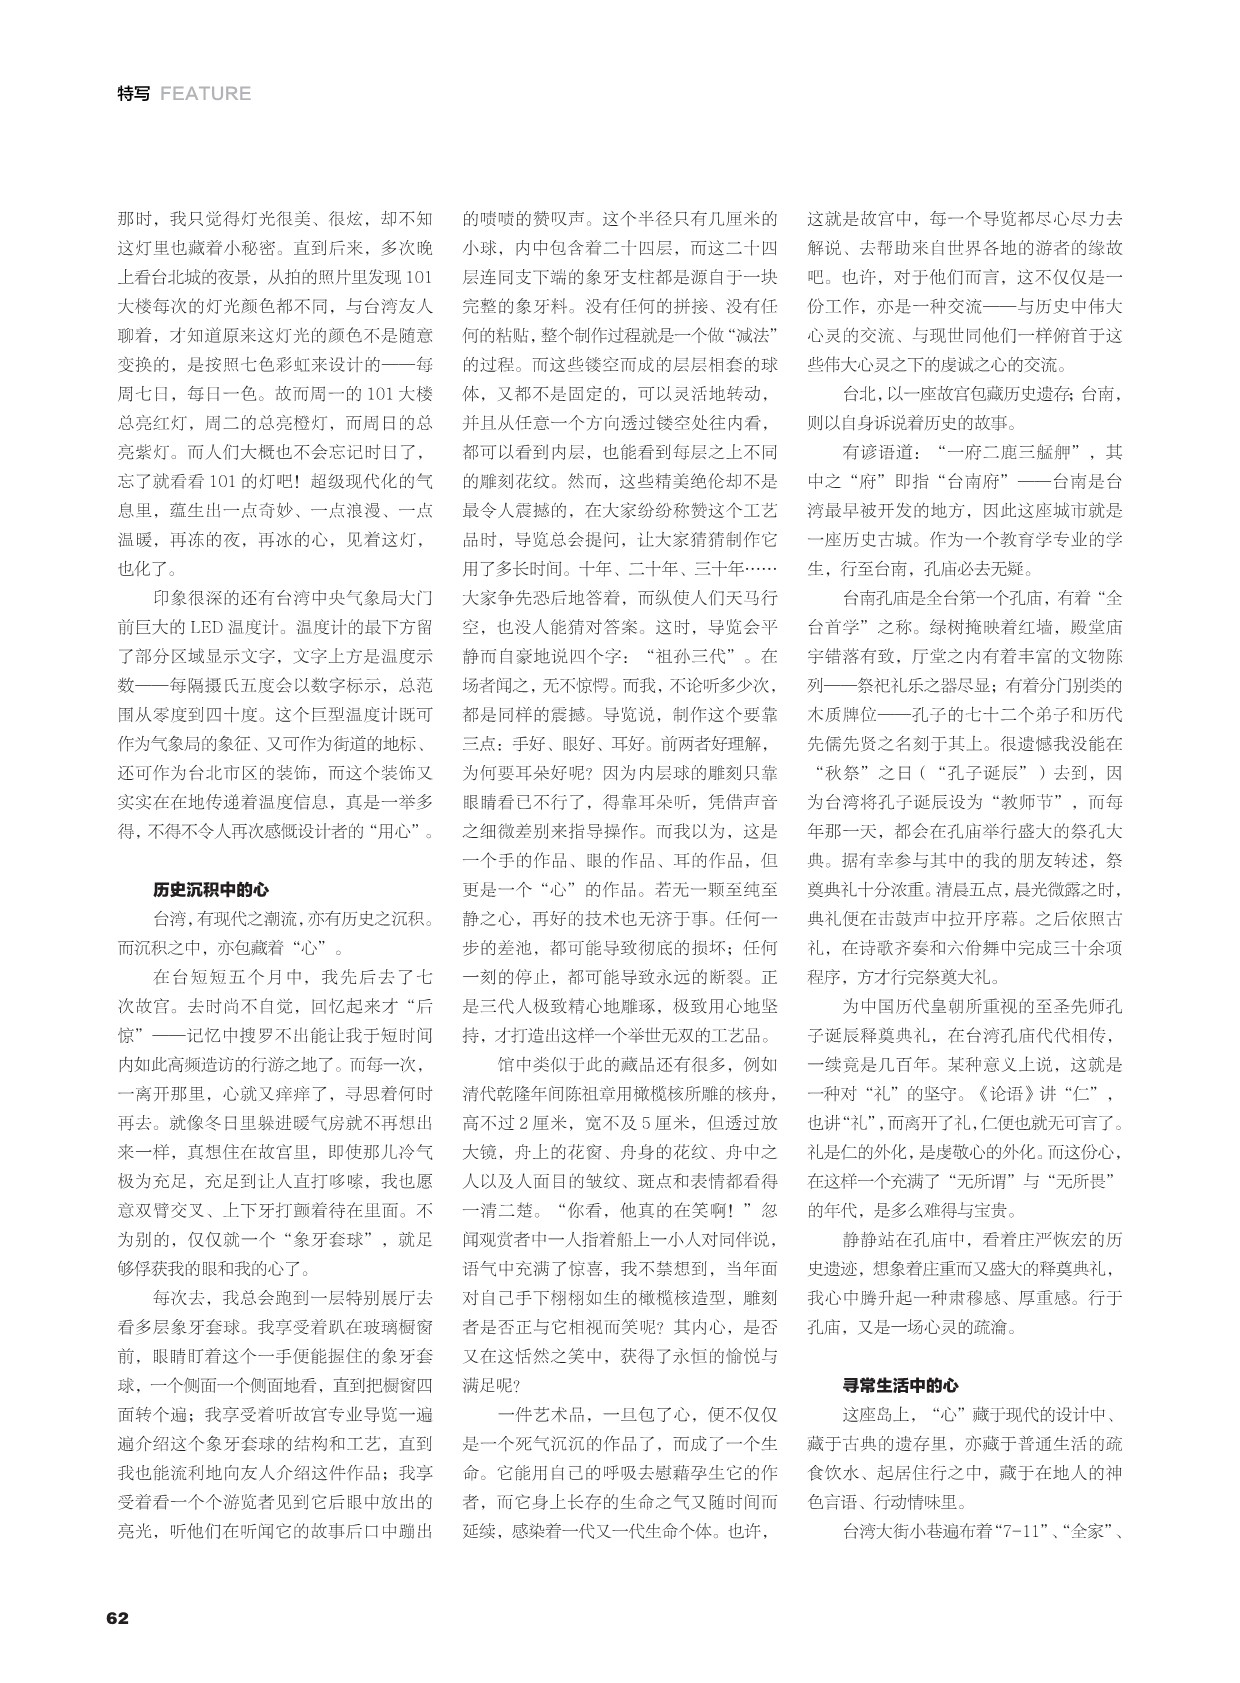 特写 FEATURE
那时，我只觉得灯光很美、很炫，却不知
这灯里也藏着小秘密。直到后来，多次晚
上看台北城的夜景，从拍的照片里发现 101
大楼每次的灯光颜色都不同，与台湾友人
聊着，才知道原来这灯光的颜色不是随意
变换的，是按照七色彩虹来设计的——每
周七日，每日一色。故而周一的 101 大楼
总亮红灯，周二的总亮橙灯，而周日的总
亮紫灯。而人们大概也不会忘记时日了，
忘了就看看 101 的灯吧！超级现代化的气
息里，蕴生出一点奇妙、一点浪漫、一点
温暖，再冻的夜，再冰的心，见着这灯，
也化了。
印象很深的还有台湾中央气象局大门
前巨大的 LED 温度计。温度计的最下方留
了部分区域显示文字，文字上方是温度示
数——每隔摄氏五度会以数字标示，总范
围从零度到四十度。这个巨型温度计既可
作为气象局的象征、又可作为街道的地标、
还可作为台北市区的装饰，而这个装饰又
实实在在地传递着温度信息，真是一举多
得，不得不令人再次感慨设计者的“用心”。
历史沉积中的心
台湾，有现代之潮流，亦有历史之沉积。
而沉积之中，亦包藏着“心”。
在台短短五个月中，我先后去了七
次故宫。去时尚不自觉，回忆起来才“后
惊”——记忆中搜罗不出能让我于短时间
内如此高频造访的行游之地了。而每一次，
一离开那里，心就又痒痒了，寻思着何时
再去。就像冬日里躲进暖气房就不再想出
来一样，真想住在故宫里，即使那儿冷气
极为充足，充足到让人直打哆嗦，我也愿
意双臂交叉、上下牙打颤着待在里面。不
为别的，仅仅就一个“象牙套球”，就足
够俘获我的眼和我的心了。
每次去，我总会跑到一层特别展厅去
看多层象牙套球。我享受着趴在玻璃橱窗
前，眼睛盯着这个一手便能握住的象牙套
球，一个侧面一个侧面地看，直到把橱窗四
面转个遍；我享受着听故宫专业导览一遍
遍介绍这个象牙套球的结构和工艺，直到
我也能流利地向友人介绍这件作品；我享
受着看一个个游览者见到它后眼中放出的
亮光，听他们在听闻它的故事后口中蹦出
的啧啧的赞叹声。这个半径只有几厘米的
小球，内中包含着二十四层，而这二十四
层连同支下端的象牙支柱都是源自于一块
完整的象牙料。没有任何的拼接、没有任
何的粘贴，整个制作过程就是一个做“减法”
的过程。而这些镂空而成的层层相套的球
体，又都不是固定的，可以灵活地转动，
并且从任意一个方向透过镂空处往内看，
都可以看到内层，也能看到每层之上不同
的雕刻花纹。然而，这些精美绝伦却不是
最令人震撼的，在大家纷纷称赞这个工艺
品时，导览总会提问，让大家猜猜制作它
用了多长时间。十年、二十年、三十年……
大家争先恐后地答着，而纵使人们天马行
空，也没人能猜对答案。这时，导览会平
静而自豪地说四个字：“祖孙三代”。在
场者闻之，无不惊愕。而我，不论听多少次，
都是同样的震撼。导览说，制作这个要靠
三点：手好、眼好、耳好。前两者好理解，
为何要耳朵好呢？因为内层球的雕刻只靠
眼睛看已不行了，得靠耳朵听，凭借声音
之细微差别来指导操作。而我以为，这是
一个手的作品、眼的作品、耳的作品，但
更是一个“心”的作品。若无一颗至纯至
静之心，再好的技术也无济于事。任何一
步的差池，都可能导致彻底的损坏；任何
一刻的停止，都可能导致永远的断裂。正
是三代人极致精心地雕琢，极致用心地坚
持，才打造出这样一个举世无双的工艺品。
馆中类似于此的藏品还有很多，例如
清代乾隆年间陈祖章用橄榄核所雕的核舟，
高不过 2 厘米，宽不及 5 厘米，但透过放
大镜，舟上的花窗、舟身的花纹、舟中之
人以及人面目的皱纹、斑点和表情都看得
一清二楚。“你看，他真的在笑啊！”忽
闻观赏者中一人指着船上一小人对同伴说，
语气中充满了惊喜，我不禁想到，当年面
对自己手下栩栩如生的橄榄核造型，雕刻
者是否正与它相视而笑呢？其内心，是否
又在这恬然之笑中，获得了永恒的愉悦与
满足呢？
一件艺术品，一旦包了心，便不仅仅
是一个死气沉沉的作品了，而成了一个生
命。它能用自己的呼吸去慰藉孕生它的作
者，而它身上长存的生命之气又随时间而
延续，感染着一代又一代生命个体。也许，
这就是故宫中，每一个导览都尽心尽力去
解说、去帮助来自世界各地的游者的缘故
吧。也许，对于他们而言，这不仅仅是一
份工作，亦是一种交流——与历史中伟大
心灵的交流、与现世同他们一样俯首于这
些伟大心灵之下的虔诚之心的交流。
台北，以一座故宫包藏历史遗存；台南，
则以自身诉说着历史的故事。
有谚语道：“一府二鹿三艋舺”，其
中之“府”即指“台南府”——台南是台
湾最早被开发的地方，因此这座城市就是
一座历史古城。作为一个教育学专业的学
生，行至台南，孔庙必去无疑。
台南孔庙是全台第一个孔庙，有着“全
台首学”之称。绿树掩映着红墙，殿堂庙
宇错落有致，厅堂之内有着丰富的文物陈
列——祭祀礼乐之器尽显；有着分门别类的
木质牌位——孔子的七十二个弟子和历代
先儒先贤之名刻于其上。很遗憾我没能在
“秋祭”之日（“孔子诞辰”）去到，因
为台湾将孔子诞辰设为“教师节”，而每
年那一天，都会在孔庙举行盛大的祭孔大
典。据有幸参与其中的我的朋友转述，祭
奠典礼十分浓重。清晨五点，晨光微露之时，
典礼便在击鼓声中拉开序幕。之后依照古
礼，在诗歌齐奏和六佾舞中完成三十余项
程序，方才行完祭奠大礼。
为中国历代皇朝所重视的至圣先师孔
子诞辰释奠典礼，在台湾孔庙代代相传，
一续竟是几百年。某种意义上说，这就是
一种对“礼”的坚守。《论语》讲“仁”，
也讲“礼”，而离开了礼，仁便也就无可言了。
礼是仁的外化，是虔敬心的外化。而这份心，
在这样一个充满了“无所谓”与“无所畏”
的年代，是多么难得与宝贵。
静静站在孔庙中，看着庄严恢宏的历
史遗迹，想象着庄重而又盛大的释奠典礼，
我心中腾升起一种肃穆感、厚重感。行于
孔庙，又是一场心灵的疏瀹。
寻常生活中的心
这座岛上，“心”藏于现代的设计中、
藏于古典的遗存里，亦藏于普通生活的疏
食饮水、起居住行之中，藏于在地人的神
色言语、行动情味里。
台湾大街小巷遍布着“7-11”、“全家”、
62